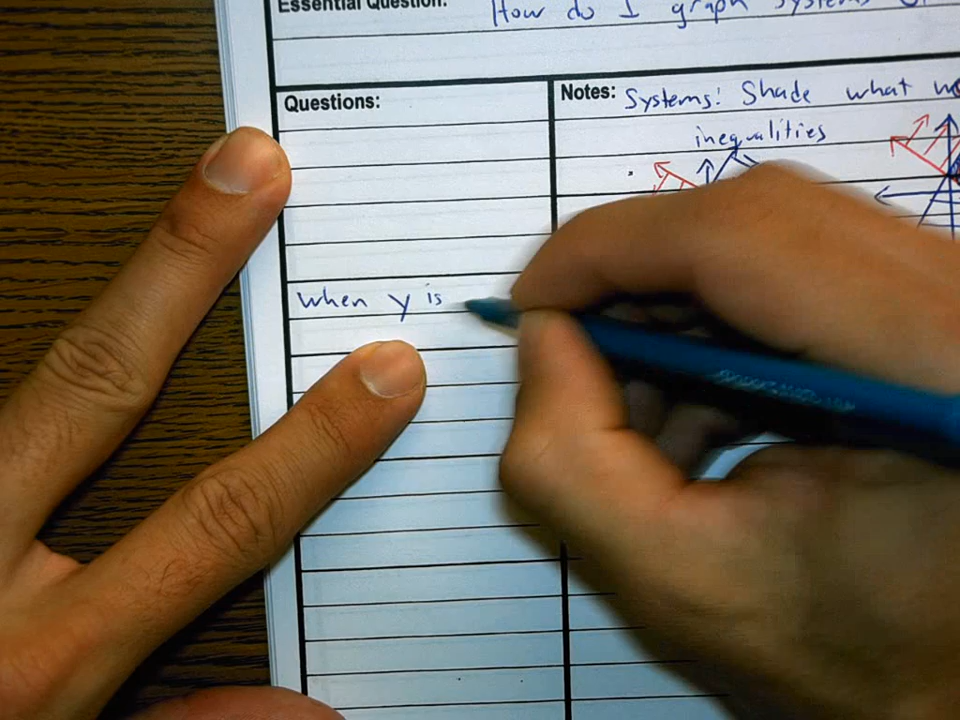 Essential Question: How do I graph systems
Questions:
Notes: Systems: Shade what
inequalities
when y is